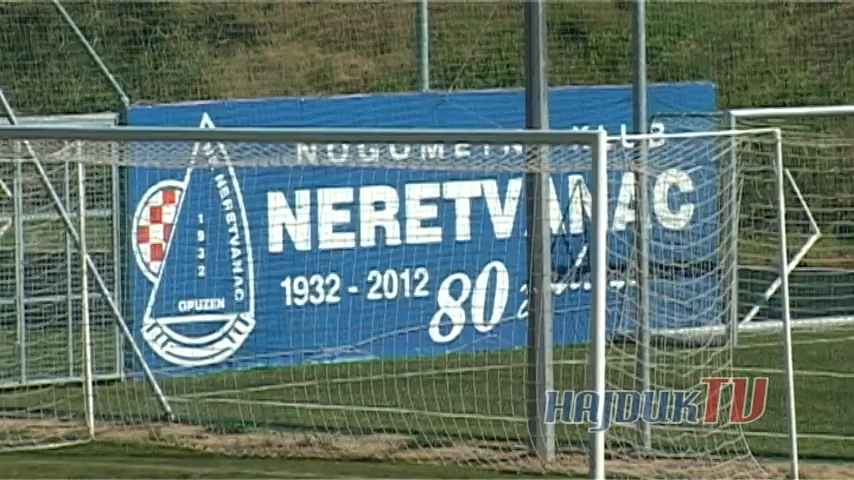 NOGOMETNI KLUB
NERETVANAC
1932 - 2012 80
NERETVANAC
1932
OPUZEN
HAJDUK TV